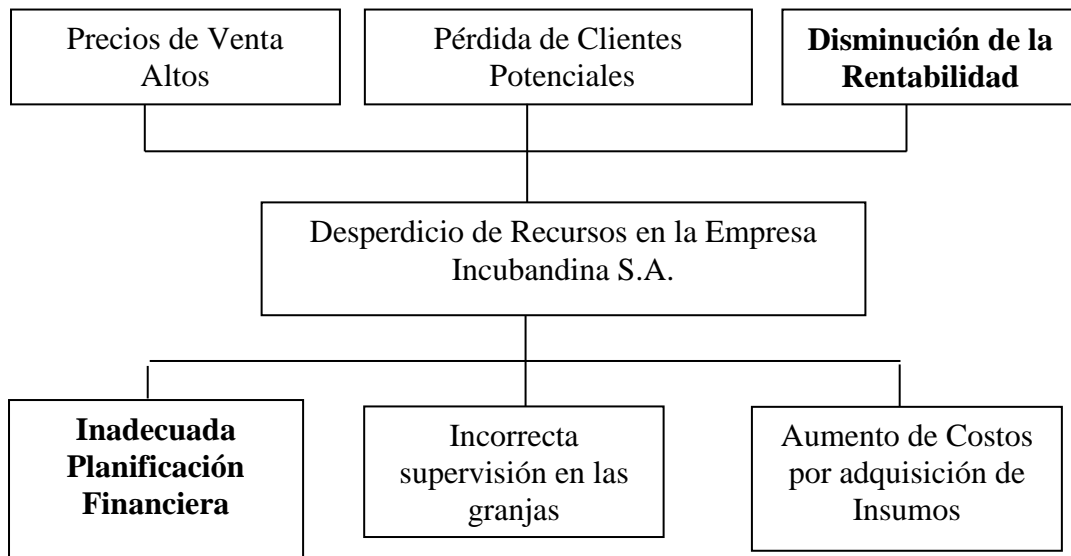 Precios de Venta
Altos
Pérdida de Clientes
Potenciales
Disminución de la
Rentabilidad
Desperdicio de Recursos en la Empresa
Incubandina S.A.
Inadecuada
Planificación
Financiera
Incorrecta
supervisión en las
granjas
Aumento de Costos
por adquisición de
Insumos